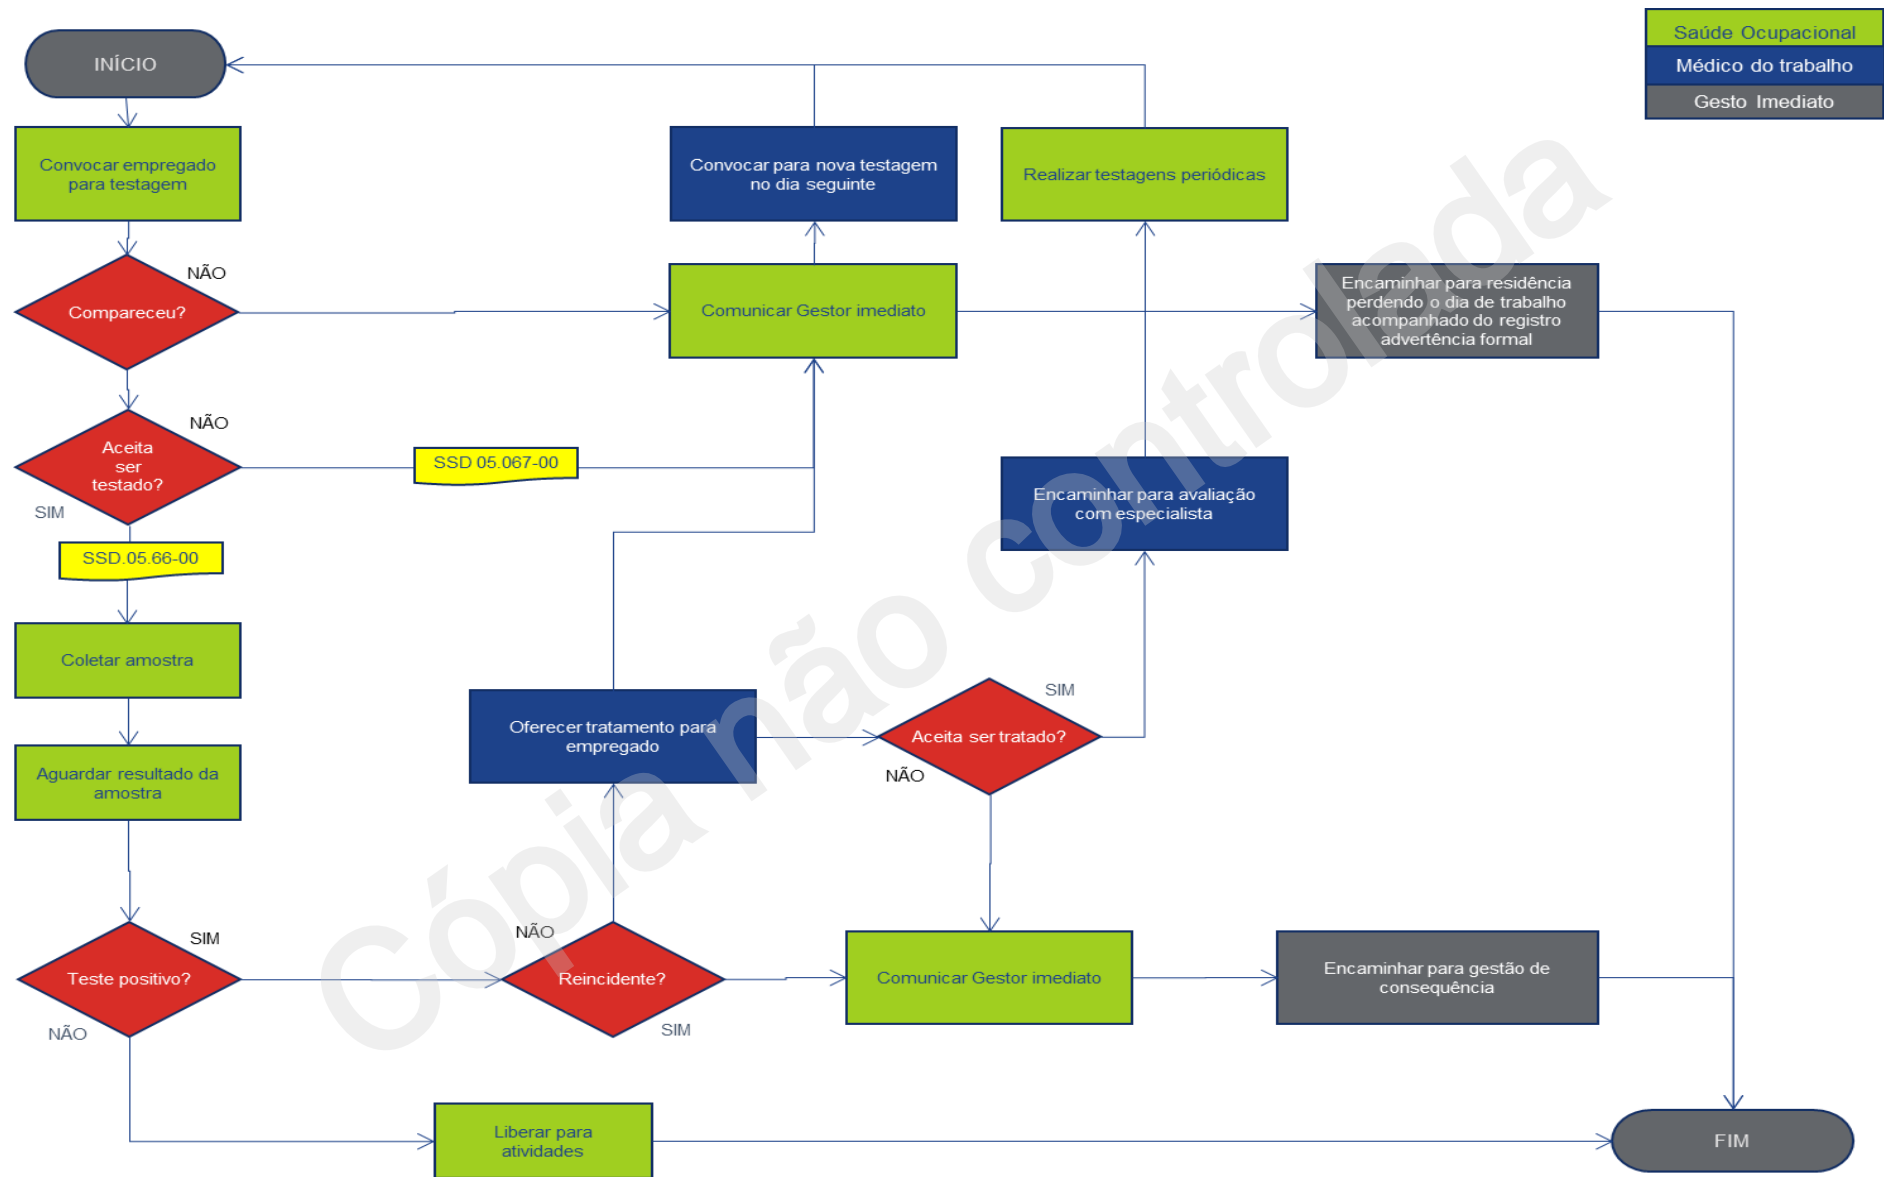 INÍCIO
Saúde Ocupacional
Médico do trabalho
Gesto Imediato
Convocar empregado
para testagem
Convocar para nova testagem
no dia seguinte
Realizar testagens periódicas
NÃO
Compareceu?
Comunicar Gestor imediato
Encaminhar para residência
perdendo o dia de trabalho
acompanhado do registro
advertência formal
NÃO
Aceita
ser
testado?
SIM
SSD 05.067-00
Encaminhar para avaliação
com especialista
SSD.05.66-00
Coletar amostra
Oferecer tratamento para
empregado
SIM
Aceita ser tratado?
NÃO
Aguardar resultado da
amostra
SIM
Teste positivo?
NÃO
NÃO
Reincidente?
SIM
Comunicar Gestor imediato
Encaminhar para gestão de
consequência
Liberar para
atividades
FIM
Cópia não controlada